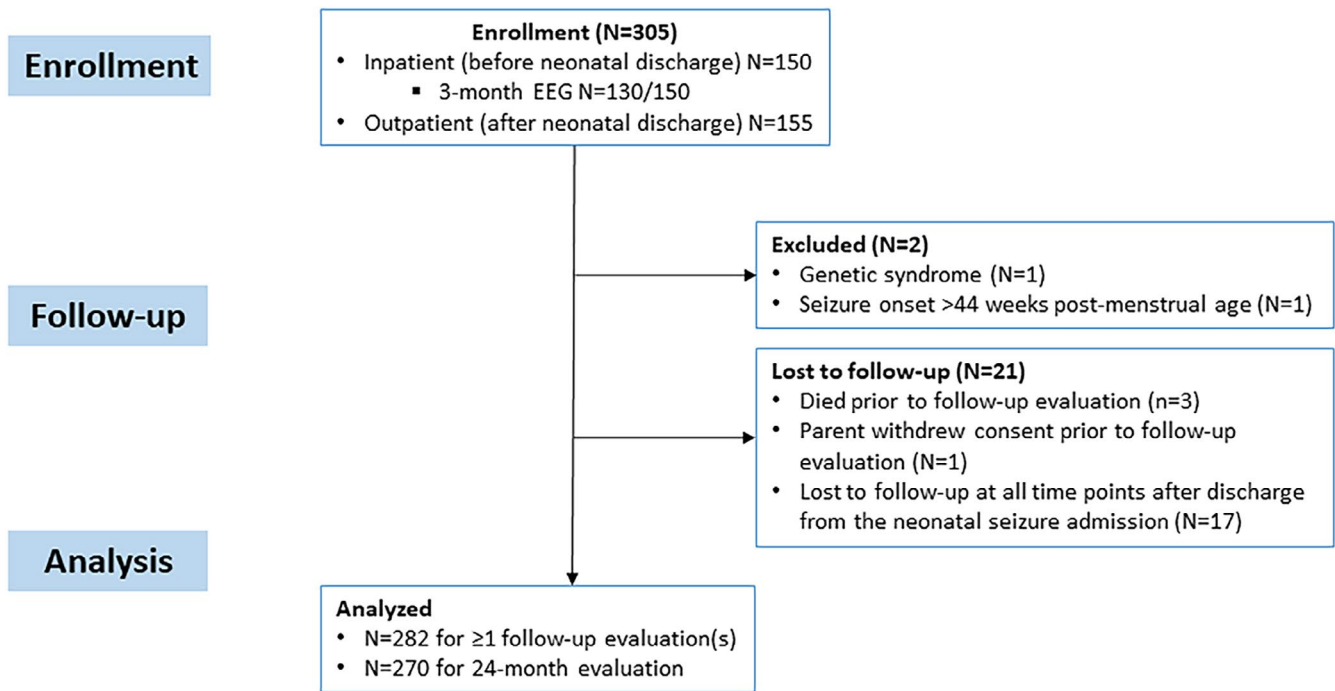 Enrollment
Enrollment (N=305)
• Inpatient (before neonatal discharge) N=150
▪ 3-month EEG N=130/150
• Outpatient (after neonatal discharge) N=155
Follow-up
Excluded (N=2)
• Genetic syndrome (N=1)
• Seizure onset >44 weeks post-menstrual age (N=1)
Lost to follow-up (N=21)
• Died prior to follow-up evaluation (n=3)
• Parent withdrew consent prior to follow-up
evaluation (N=1)
• Lost to follow-up at all time points after discharge
from the neonatal seizure admission (N=17)
Analysis
Analyzed
• N=282 for ≥1 follow-up evaluation(s)
• N=270 for 24-month evaluation